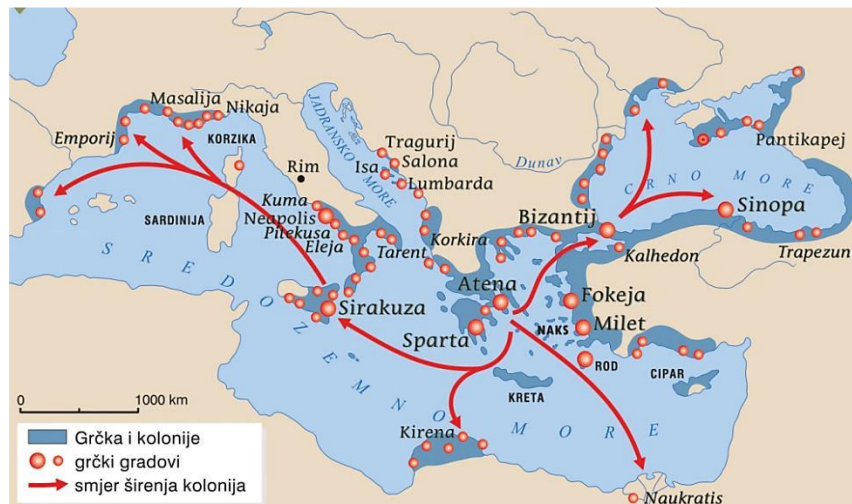 Masalija
Nikaja
Emporij
KORZIKA
Rim
JADRANSKO
MORE
Tragurij
Salona
Isa
Lumbarda
Dunav
Pantikapej
CRNO MORE
Sinopa
Trapezun
Bizantij
Kalhedon
SARDINIJA
Kuma
Neapolis
Pitekusa
Eleja
Tarent
Korkira
Atena
Fokeja
Sirakuza
Sparta
NAKS
Milet
ROD
CIPAR
KRETA
SREDOZEMNO MORE
Kirena
Naukratis
0 1000 km
Grčka i kolonije
grčki gradovi
smjer širenja kolonija